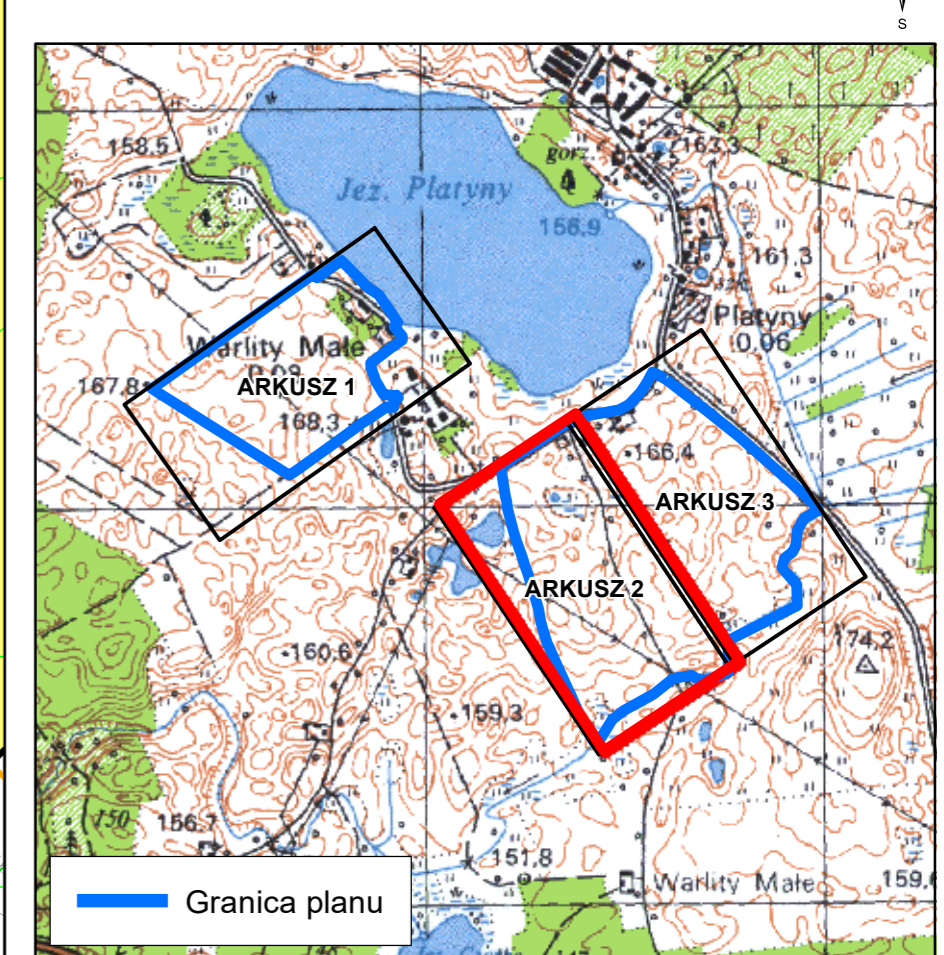 S
158,5
70
gorz.
163,3
Jez. Platyny
156,9
161,3
Platyny
0,06
Warlity Małe
0,08
167,8
ARKUSZ 1
168,3
166,4
ARKUSZ 3
ARKUSZ 2
174,2
160,6
159,3
150
156,7
151,8
Warlity Małe
159,6
Granica planu